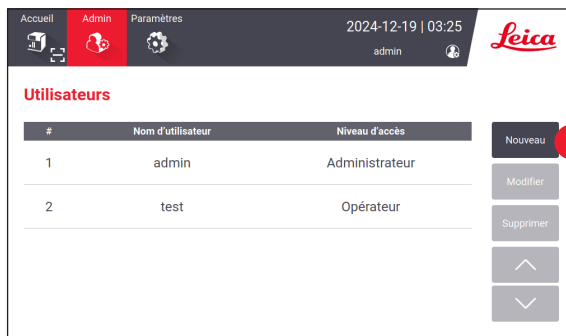 Accueil Admin Paramètres
2024-12-19 | 03:25
admin
Leica
Utilisateurs
# Nom d'utilisateur Niveau d'accès
1 admin Administrateur
2 test Opérateur
Nouveau
Modifier
Supprimer